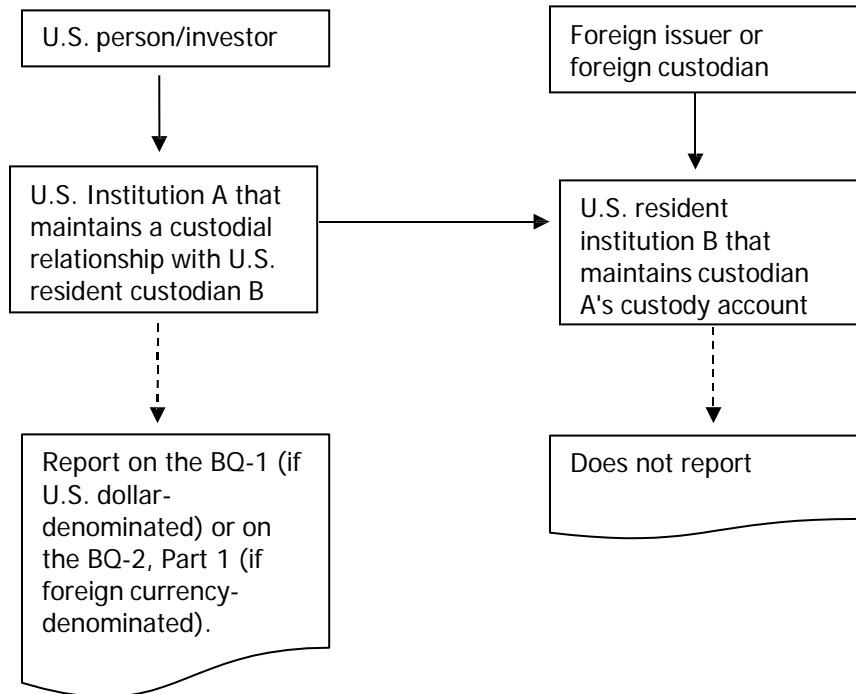 U.S. person/investor
Foreign issuer or
foreign custodian
U.S. Institution A that
maintains a custodial
relationship with U.S.
resident custodian B
U.S. resident
institution B that
maintains custodian
A's custody account
Report on the BQ-1 (if
U.S. dollar-
denominated) or on
the BQ-2, Part 1 (if
foreign currency-
denominated).
Does not report